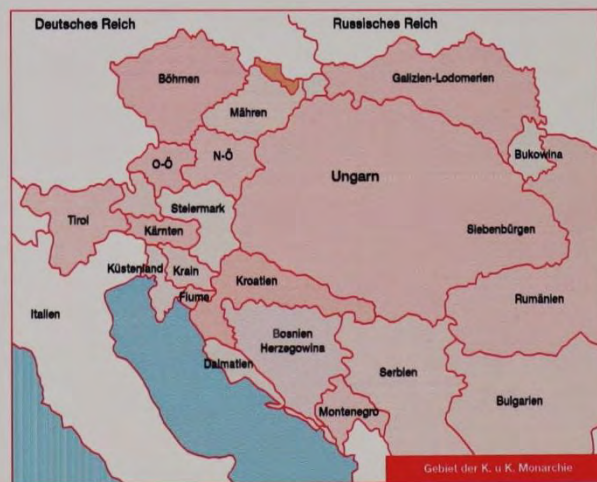 Deutsches Reich
Russisches Reich
Böhmen
Galizien-Lodomerien
Mähren
Bukowina
O-Ö
N-Ö
Ungarn
Steiermark
Tirol
Kärnten
Siebenbürgen
Küstenland
Krain
Kroatien
Fiume
Rumänien
Italien
Bosnien
Herzegowina
Dalmatien
Serbien
Montenegro
Bulgarien
Gebiet der K. u K. Monarchie